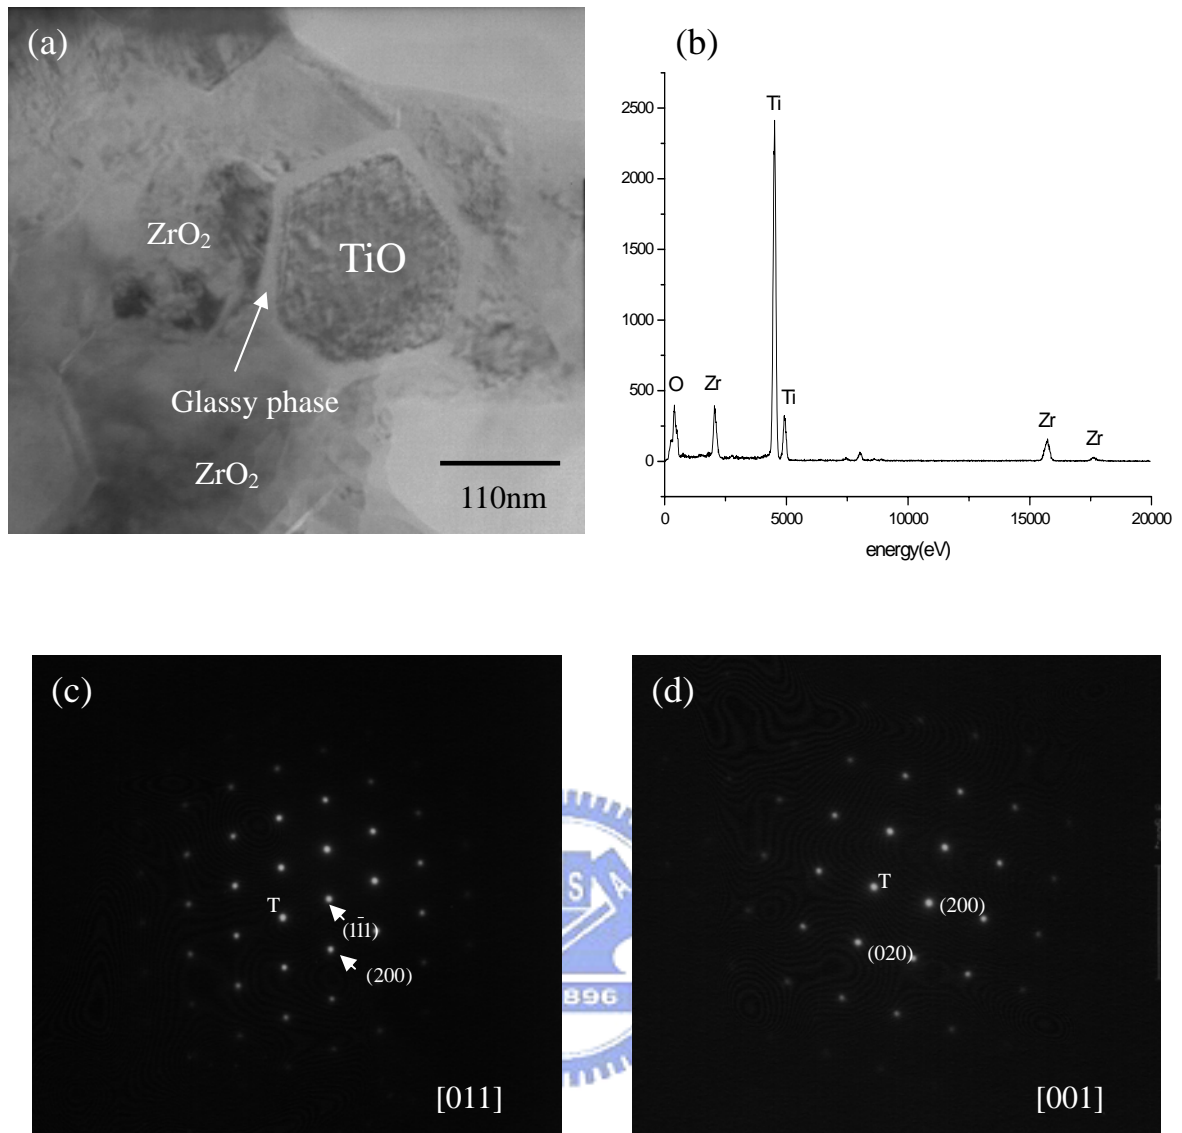 (a)
ZrO₂
TiO
Glassy phase
ZrO₂
110nm
(b)
2500
2000
1500
1000
500
0
Ti
O
Zr
Ti
Zr
Zr
0 5000 10000 15000 20000
energy(eV)
(c)
T
(11̄1)
(200)
[011]
(d)
T
(200)
(020)
[001]
S
A
896